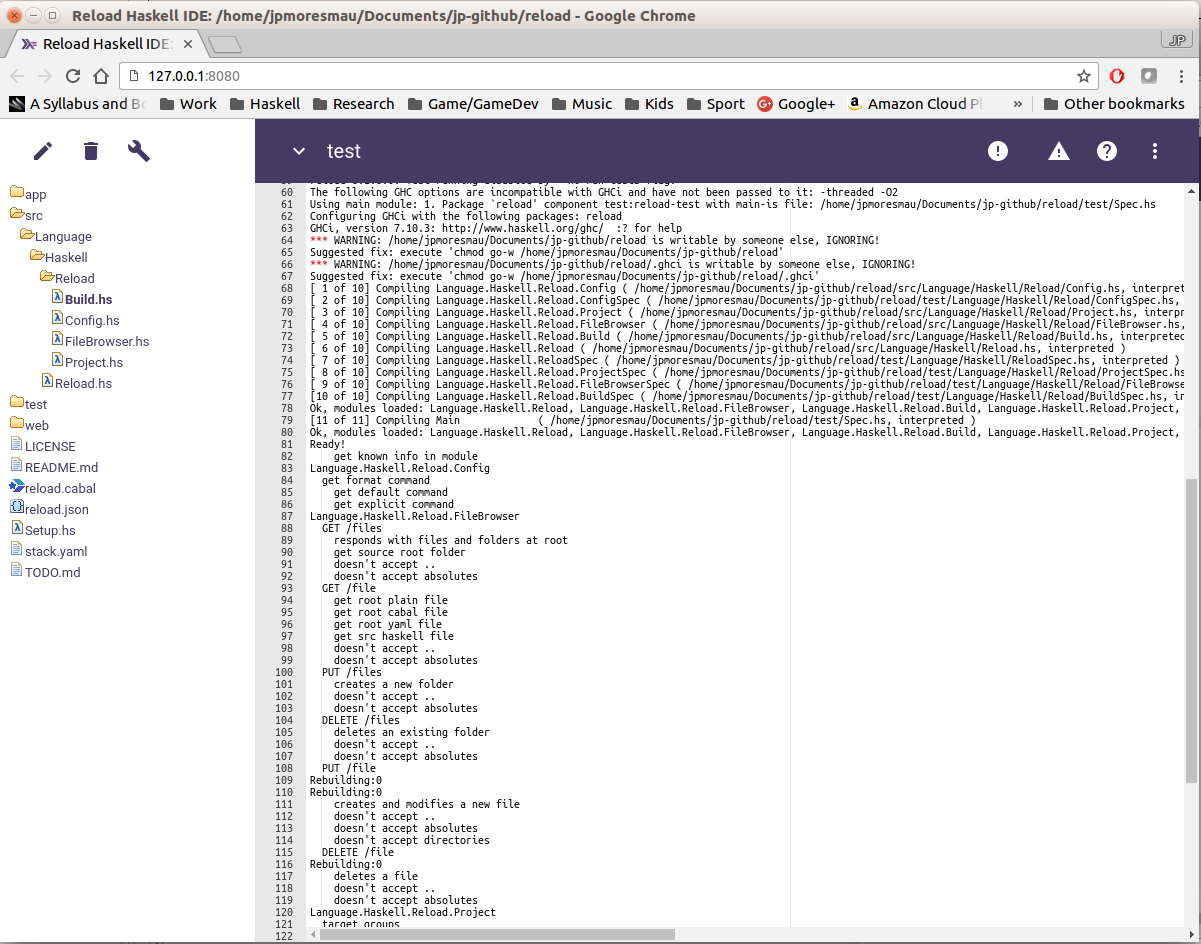 Reload Haskell IDE: /home/jpmoresmau/Documents/jp-github/reload - Google Chrome
Reload Haskell IDE:
JP
127.0.0.1:8080
A Syllabus and Bo Work Haskell Research Game/GameDev Music Kids Sport Google+ Amazon Cloud Pl » Other bookmarks
test
app
src
Language
Haskell
Reload
Build.hs
Config.hs
FileBrowser.hs
Project.hs
Reload.hs
test
web
LICENSE
README.md
reload.cabal
reload.json
Setup.hs
stack.yaml
TODO.md
60 The following GHC options are incompatible with GHCi and have not been passed to it: -threaded -O2
61 Using main module: 1. Package `reload' component test:reload-test with main-is file: /home/jpmoresmau/Documents/jp-github/reload/test/Spec.hs
62 Configuring GHCi with the following packages: reload
63 GHCi, version 7.10.3: http://www.haskell.org/ghc/  :? for help
64 *** WARNING: /home/jpmoresmau/Documents/jp-github/reload is writable by someone else, IGNORING!
65 Suggested fix: execute 'chmod go-w /home/jpmoresmau/Documents/jp-github/reload'
66 *** WARNING: /home/jpmoresmau/Documents/jp-github/reload/.ghci is writable by someone else, IGNORING!
67 Suggested fix: execute 'chmod go-w /home/jpmoresmau/Documents/jp-github/reload/.ghci'
68 [ 1 of 10] Compiling Language.Haskell.Reload.Config ( /home/jpmoresmau/Documents/jp-github/reload/src/Language/Haskell/Reload/Config.hs, interpret
69 [ 2 of 10] Compiling Language.Haskell.Reload.ConfigSpec ( /home/jpmoresmau/Documents/jp-github/reload/test/Language/Haskell/Reload/ConfigSpec.hs,
70 [ 3 of 10] Compiling Language.Haskell.Reload.Project ( /home/jpmoresmau/Documents/jp-github/reload/src/Language/Haskell/Reload/Project.hs, interpr
71 [ 4 of 10] Compiling Language.Haskell.Reload.FileBrowser ( /home/jpmoresmau/Documents/jp-github/reload/src/Language/Haskell/Reload/FileBrowser.hs,
72 [ 5 of 10] Compiling Language.Haskell.Reload.Build ( /home/jpmoresmau/Documents/jp-github/reload/src/Language/Haskell/Reload/Build.hs, interpreted
73 [ 6 of 10] Compiling Language.Haskell.Reload ( /home/jpmoresmau/Documents/jp-github/reload/src/Language/Haskell/Reload.hs, interpreted )
74 [ 7 of 10] Compiling Language.Haskell.ReloadSpec ( /home/jpmoresmau/Documents/jp-github/reload/test/Language/Haskell/ReloadSpec.hs, interpreted )
75 [ 8 of 10] Compiling Language.Haskell.Reload.ProjectSpec ( /home/jpmoresmau/Documents/jp-github/reload/test/Language/Haskell/Reload/ProjectSpec.hs
76 [ 9 of 10] Compiling Language.Haskell.Reload.FileBrowserSpec ( /home/jpmoresmau/Documents/jp-github/reload/test/Language/Haskell/Reload/FileBrowse
77 [10 of 10] Compiling Language.Haskell.Reload.BuildSpec ( /home/jpmoresmau/Documents/jp-github/reload/test/Language/Haskell/Reload/BuildSpec.hs, in
78 Ok, modules loaded: Language.Haskell.Reload, Language.Haskell.Reload.FileBrowser, Language.Haskell.Reload.Build, Language.Haskell.Reload.Project,
79 [11 of 11] Compiling Main             ( /home/jpmoresmau/Documents/jp-github/reload/test/Spec.hs, interpreted )
80 Ok, modules loaded: Language.Haskell.Reload, Language.Haskell.Reload.FileBrowser, Language.Haskell.Reload.Build, Language.Haskell.Reload.Project,
81 Ready!
82     get known info in module
83 Language.Haskell.Reload.Config
84   get format command
85     get default command
86     get explicit command
87 Language.Haskell.Reload.FileBrowser
88   GET /files
89     responds with files and folders at root
90     get source root folder
91     doesn't accept ..
92     doesn't accept absolutes
93   GET /file
94     get root plain file
95     get root cabal file
96     get root yaml file
97     get src haskell file
98     doesn't accept ..
99     doesn't accept absolutes
100   PUT /files
101     creates a new folder
102     doesn't accept ..
103     doesn't accept absolutes
104   DELETE /files
105     deletes an existing folder
106     doesn't accept ..
107     doesn't accept absolutes
108   PUT /file
109 Rebuilding:0
110 Rebuilding:0
111     creates and modifies a new file
112     doesn't accept ..
113     doesn't accept absolutes
114     doesn't accept directories
115   DELETE /file
116 Rebuilding:0
117     deletes a file
118     doesn't accept ..
119     doesn't accept absolutes
120 Language.Haskell.Reload.Project
121   target groups
122